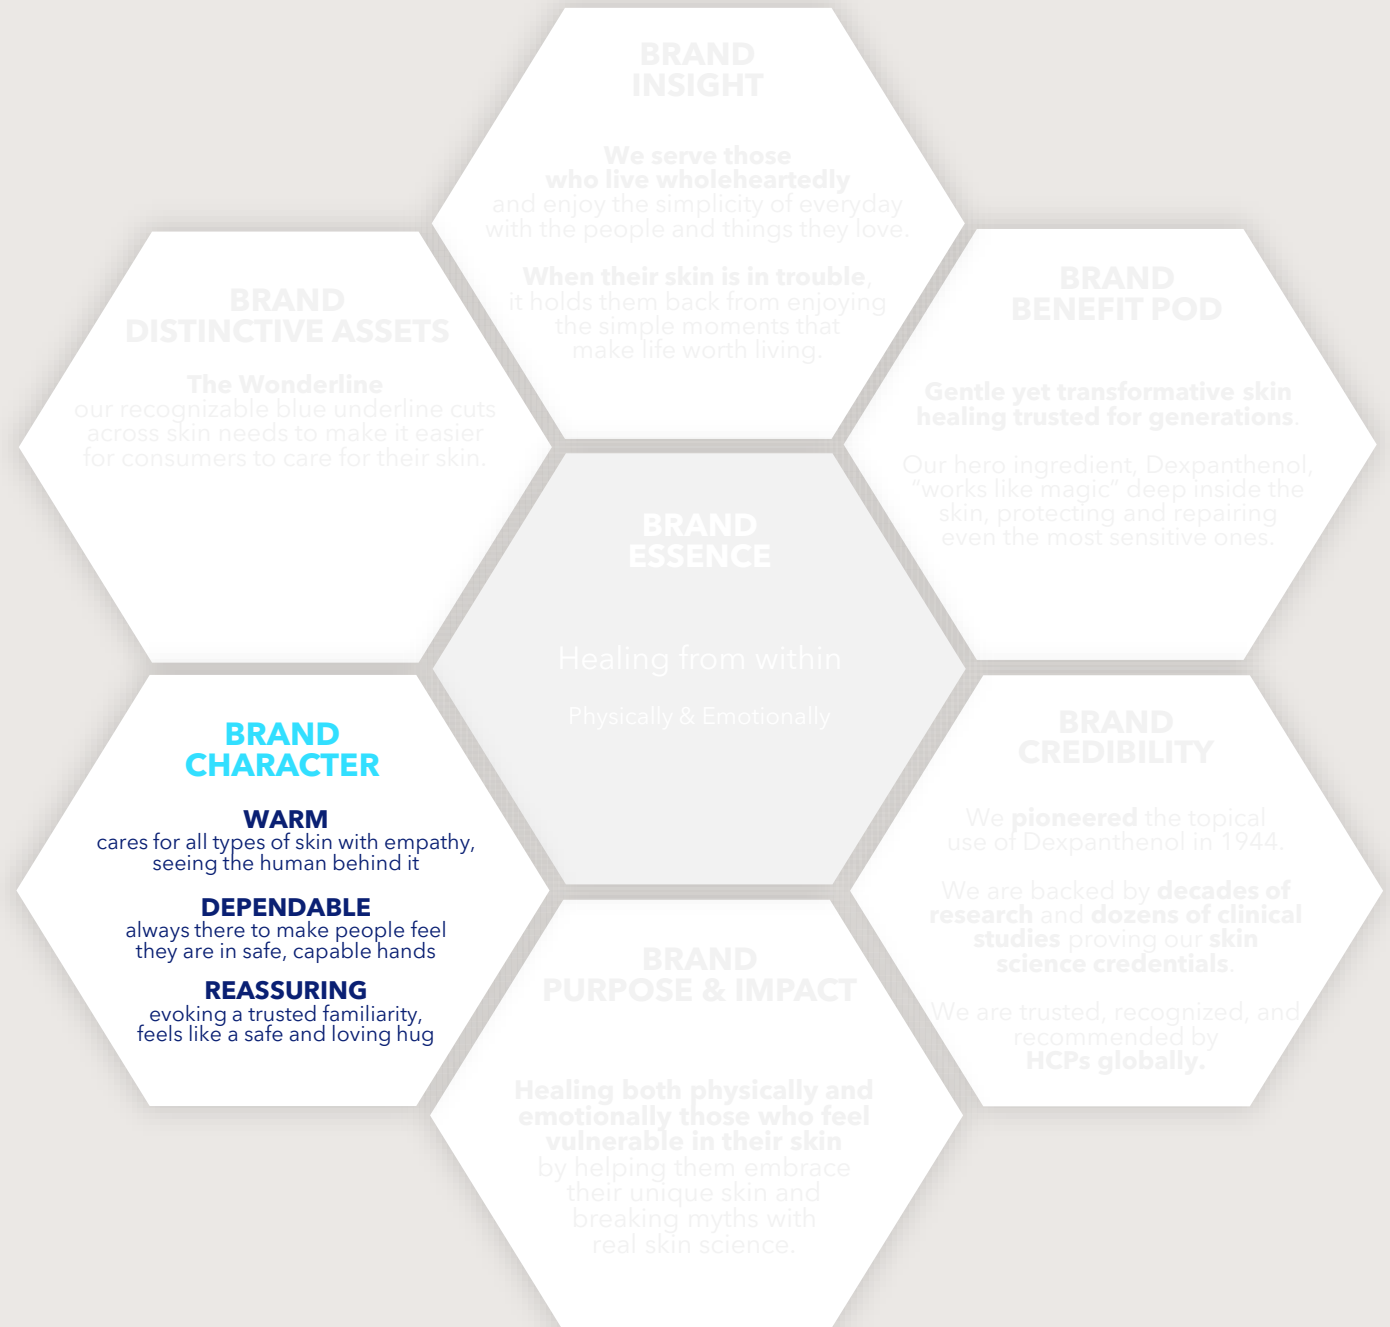 BRAND
INSIGHT
We serve those
who live wholeheartedly
and enjoy the simplicity of everyday
with the people and things they love.
When their skin is in trouble,
it holds them back from enjoying
the simple moments that
make life worth living.
BRAND
DISTINCTIVE ASSETS
The Wonderline
our recognizable blue underline cuts
across skin needs to make it easier
for consumers to care for their skin.
BRAND
BENEFIT POD
Gentle yet transformative skin
healing trusted for generations.
Our hero ingredient, Dexpanthenol,
“works like magic” deep inside the
skin, protecting and repairing
even the most sensitive ones.
BRAND
ESSENCE
Healing from within
Physically & Emotionally
BRAND
CHARACTER
WARM
cares for all types of skin with empathy,
seeing the human behind it
DEPENDABLE
always there to make people feel
they are in safe, capable hands
REASSURING
evoking a trusted familiarity,
feels like a safe and loving hug
BRAND
CREDIBILITY
We pioneered the topical
use of Dexpanthenol in 1944.
We are backed by decades of
research and dozens of clinical
studies proving our skin
science credentials.
We are trusted, recognized, and
recommended by
HCPs globally.
BRAND
PURPOSE & IMPACT
Healing both physically and
emotionally those who feel
vulnerable in their skin
by helping them embrace
their unique skin and
breaking myths with
real skin science.